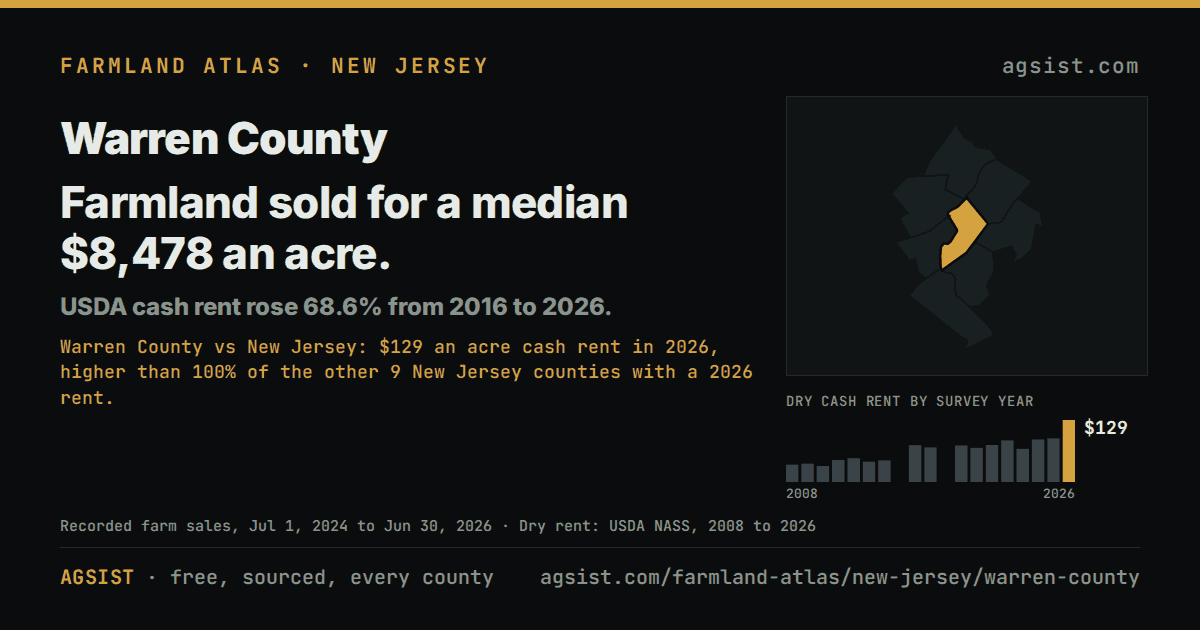 FARMLAND ATLAS · NEW JERSEY
agsist.com
Warren County
Farmland sold for a median
$8,478 an acre.
USDA cash rent rose 68.6% from 2016 to 2026.
Warren County vs New Jersey: $129 an acre cash rent in 2026,
higher than 100% of the other 9 New Jersey counties with a 2026
rent.
DRY CASH RENT BY SURVEY YEAR
$129
2008
2026
Recorded farm sales, Jul 1, 2024 to Jun 30, 2026 · Dry rent: USDA NASS, 2008 to 2026
AGSIST · free, sourced, every county
agsist.com/farmland-atlas/new-jersey/warren-county